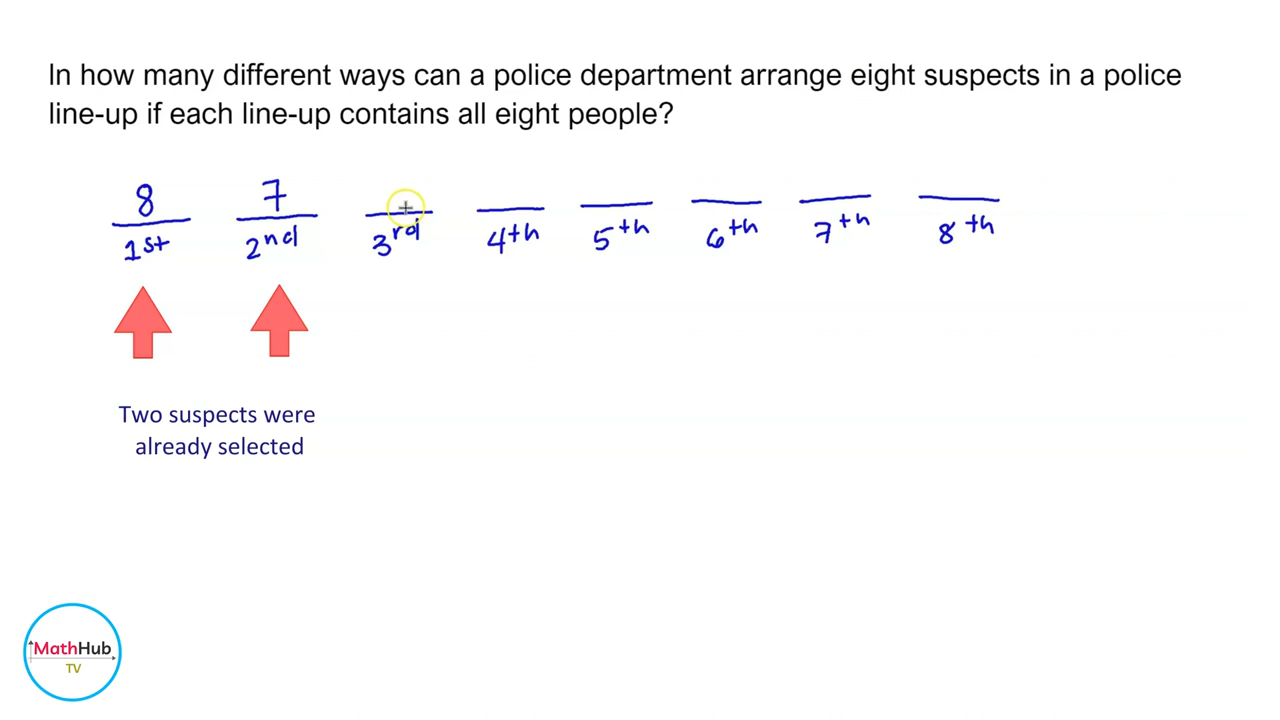 In how many different ways can a police department arrange eight suspects in a police
line-up if each line-up contains all eight people?
8 7
1st 2nd 3rd 4th 5th 6th 7th 8th
Two suspects were
already selected
MathHub
TV